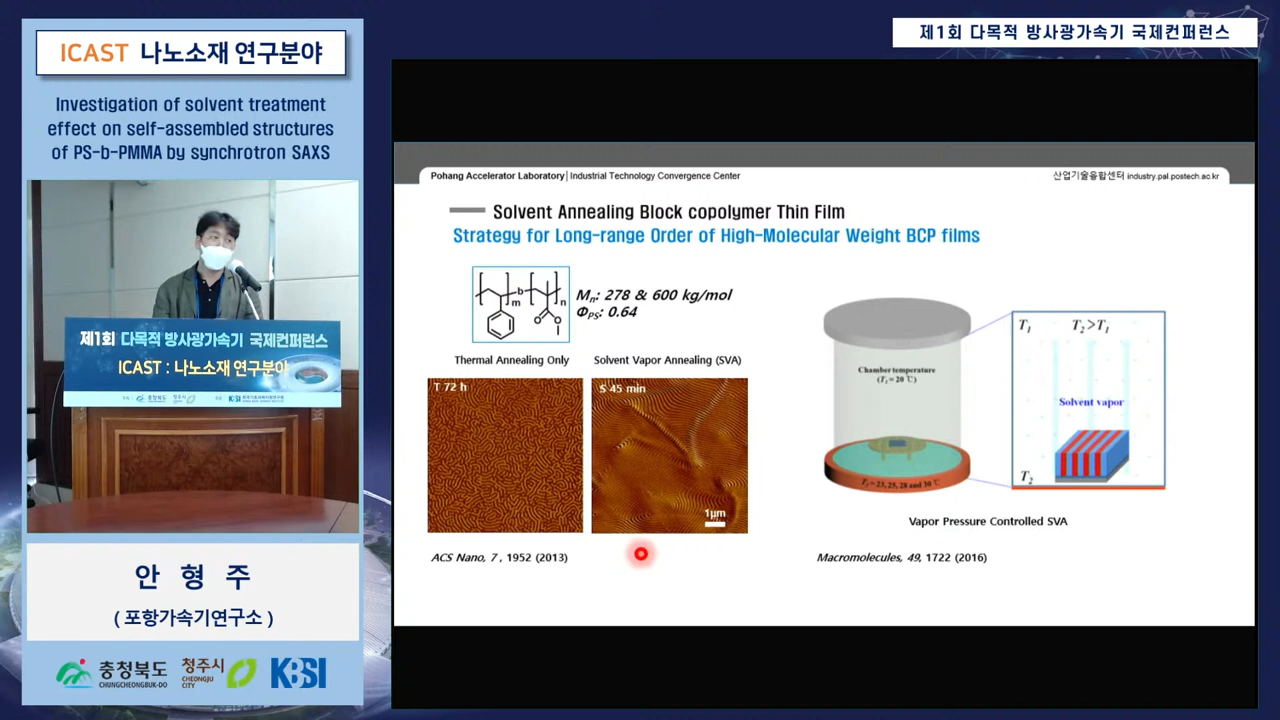 ICAST 나노소재 연구분야
제1회 다목적 방사광가속기 국제컨퍼런스
Investigation of solvent treatment
effect on self-assembled structures
of PS-b-PMMA by synchrotron SAXS
제1회 다목적 방사광가속기 국제컨퍼런스
ICAST : 나노소재 연구분야
충청북도
청주시
KBSI
안 형 주
( 포항가속기연구소 )
충청북도
CHUNGCHEONGBUK-DO
청주시
CHEONGJU
CITY
KBSI
Pohang Accelerator Laboratory | Industrial Technology Convergence Center
산업기술융합센터 industry.pal.postech.ac.kr
Solvent Annealing Block copolymer Thin Film
Strategy for Long-range Order of High-Molecular Weight BCP films
b
m
n
Mn: 278 & 600 kg/mol
ΦPS: 0.64
Thermal Annealing Only
Solvent Vapor Annealing (SVA)
T 72 h
S 45 min
1μm
ACS Nano, 7 , 1952 (2013)
Chamber temperature
(T1 = 20 ℃)
T2 = 23, 25, 28 and 30 ℃
T1
T2 > T1
Solvent vapor
T2
Vapor Pressure Controlled SVA
Macromolecules, 49, 1722 (2016)